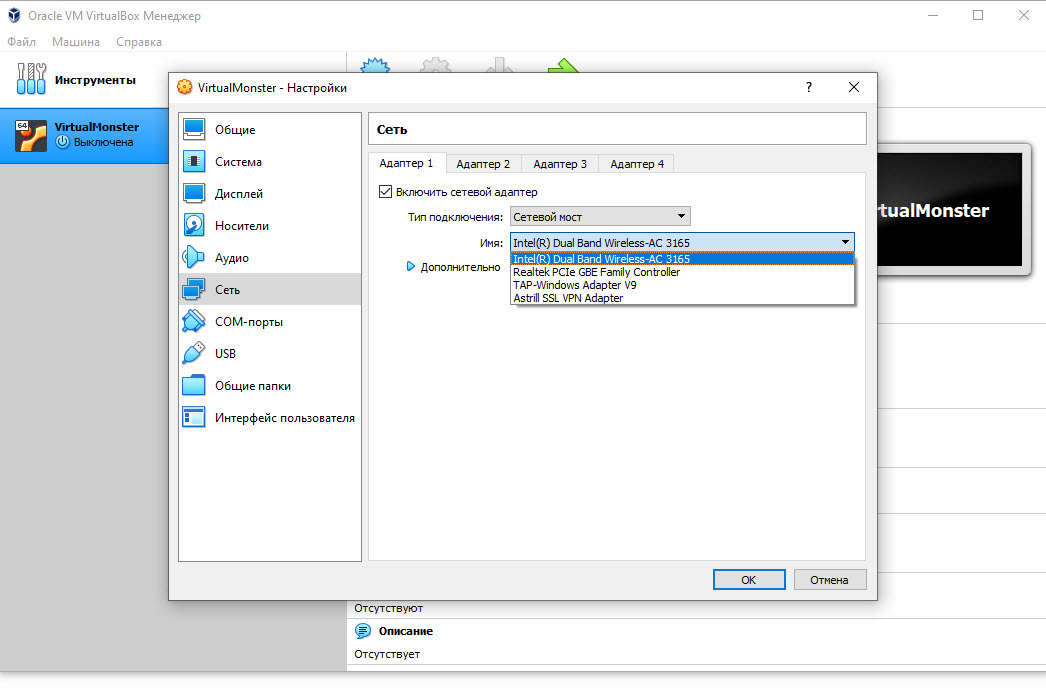 Oracle VM VirtualBox Менеджер
Файл Машина Справка
Инструменты
64
VirtualMonster
Выключена
VirtualMonster - Настройки
?
Общие
Система
Дисплей
Носители
Аудио
Сеть
COM-порты
USB
Общие папки
Интерфейс пользователя
Сеть
Адаптер 1 Адаптер 2 Адаптер 3 Адаптер 4
Включить сетевой адаптер
Тип подключения: Сетевой мост
Имя: Intel(R) Dual Band Wireless-AC 3165
Intel(R) Dual Band Wireless-AC 3165
Realtek PCIe GBE Family Controller
TAP-Windows Adapter V9
Astrill SSL VPN Adapter
Дополнительно
OK Отмена
rtualMonster
Отсутствуют
Описание
Отсутствует